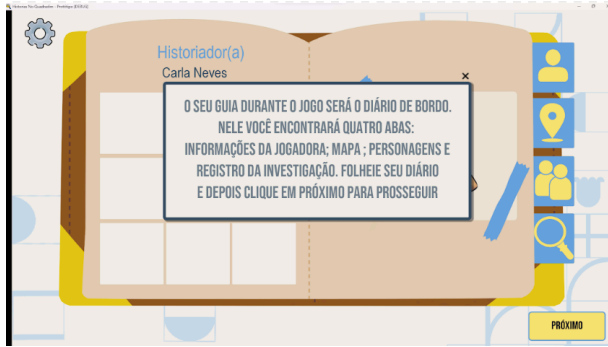 Historiador(a)
Carla Neves
x
O SEU GUIA DURANTE O JOGO SERÁ O DIÁRIO DE BORDO.
NELE VOCÊ ENCONTRARÁ QUATRO ABAS:
INFORMAÇÕES DA JOGADORA; MAPA ; PERSONAGENS E
REGISTRO DA INVESTIGAÇÃO. FOLHEIE SEU DIÁRIO
E DEPOIS CLIQUE EM PRÓXIMO PARA PROSSEGUIR
PRÓXIMO